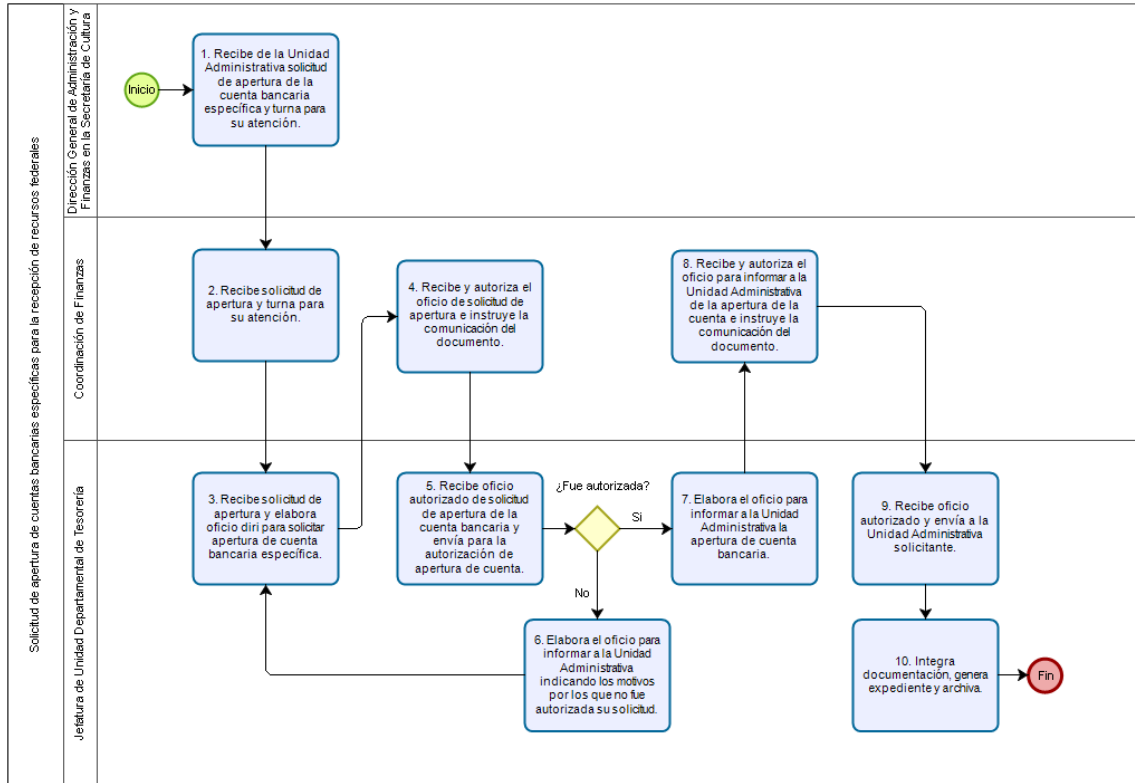 Solicitud de apertura de cuentas bancarias específicas para la recepción de recursos federales
Dirección General de Administración y
Finanzas en la Secretaría de Cultura
Inicio
1. Recibe de la Unidad
Administrativa solicitud
de apertura de la
cuenta bancaria
específica y turna para
su atención.
Coordinación de Finanzas
2. Recibe solicitud de
apertura y turna para
su atención.
4. Recibe y autoriza el
oficio de solicitud de
apertura e instruye la
comunicación del
documento.
8. Recibe y autoriza el
oficio para informar a la
Unidad Administrativa
de la apertura de la
cuenta e instruye la
comunicación del
documento.
Jefatura de Unidad Departamental de Tesorería
3. Recibe solicitud de
apertura y elabora
oficio diri para solicitar
apertura de cuenta
bancaria específica.
5. Recibe oficio
autorizado de solicitud
de apertura de la
cuenta bancaria y
envía para la
autorización de
apertura de cuenta.
¿Fue autorizada?
Si
No
7. Elabora el oficio para
informar a la Unidad
Administrativa la
apertura de cuenta
bancaria.
9. Recibe oficio
autorizado y envía a la
Unidad Administrativa
solicitante.
6. Elabora el oficio para
informar a la Unidad
Administrativa
indicando los motivos
por los que no fue
autorizada su solicitud.
10. Integra
documentación, genera
expediente y archiva.
Fin